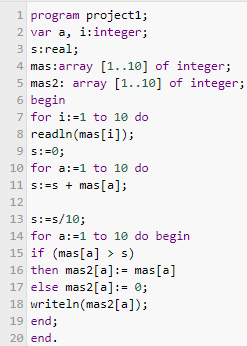 1 program project1;
2 var a, i:integer;
3 s:real;
4 mas:array [1..10] of integer;
5 mas2: array [1..10] of integer;
6 begin
7 for i:=1 to 10 do
8 readln(mas[i]);
9 s:=0;
10 for a:=1 to 10 do
11 s:=s + mas[a];
12
13 s:=s/10;
14 for a:=1 to 10 do begin
15 if (mas[a] > s)
16 then mas2[a]:= mas[a]
17 else mas2[a]:= 0;
18 writeln(mas2[a]);
19 end;
20 end.